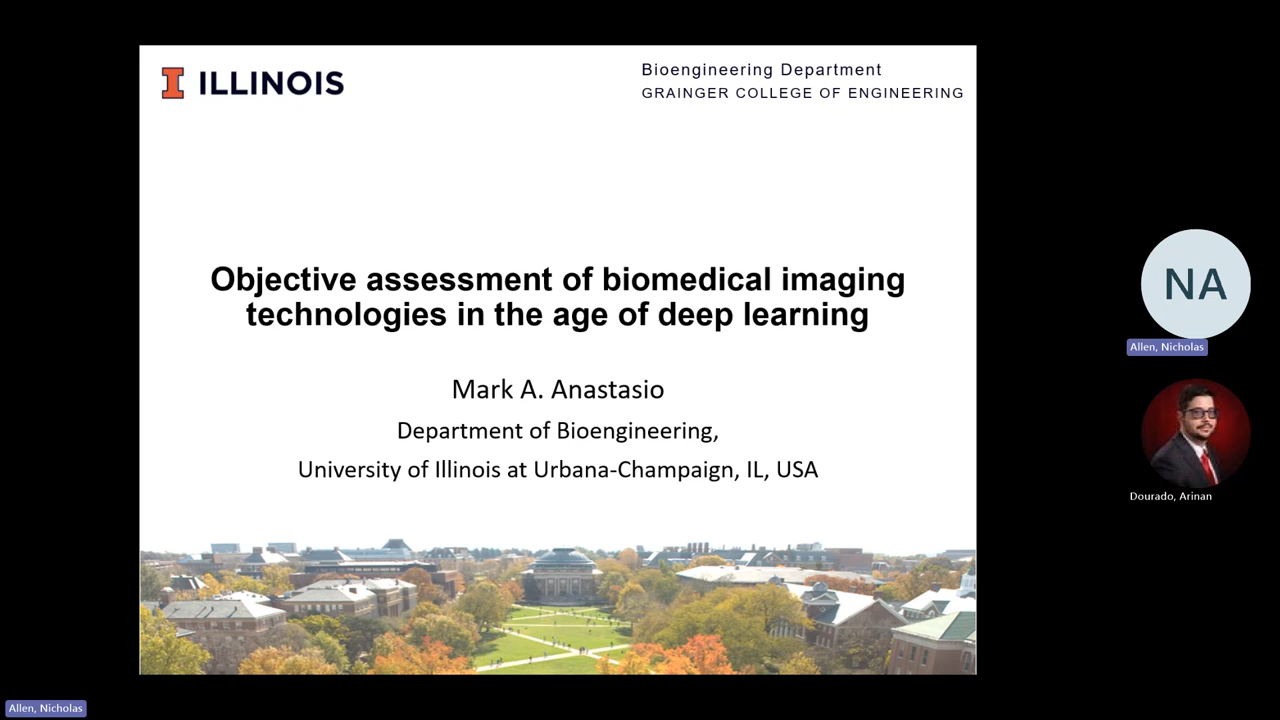 ILLINOIS
Bioengineering Department
GRAINGER COLLEGE OF ENGINEERING
Objective assessment of biomedical imaging
technologies in the age of deep learning
Mark A. Anastasio
Department of Bioengineering,
University of Illinois at Urbana-Champaign, IL, USA
NA
Allen, Nicholas
Dourado, Arinan
Allen, Nicholas